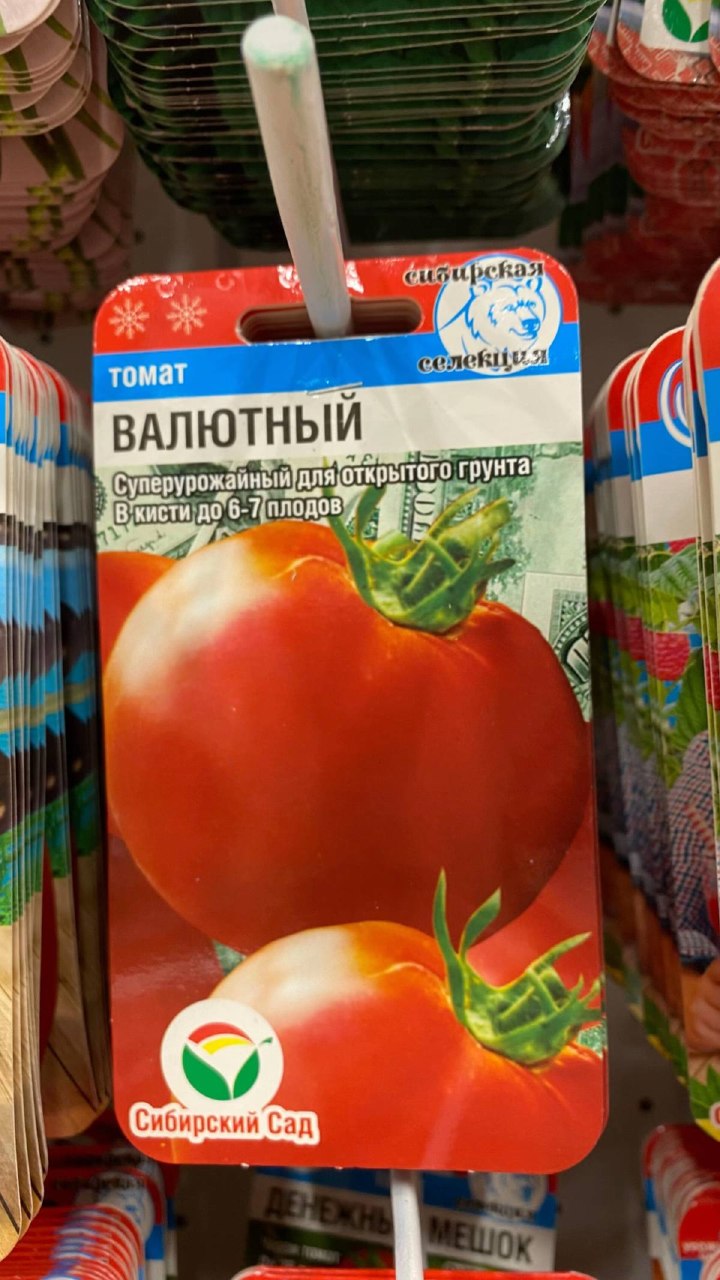 сибирская
селекция
томат
ВАЛЮТНЫЙ
Суперурожайный для открытого грунта
В кисти до 6-7 плодов
Сибирский Сад
ДЕНЕЖНЫ МЕШОК